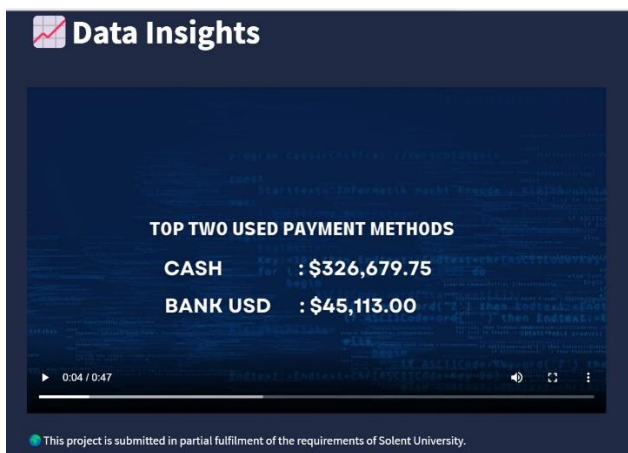 Data Insights
TOP TWO USED PAYMENT METHODS
CASH : $326,679.75
BANK USD : $45,113.00
0:04 / 0:47
This project is submitted in partial fulfilment of the requirements of Solent University.